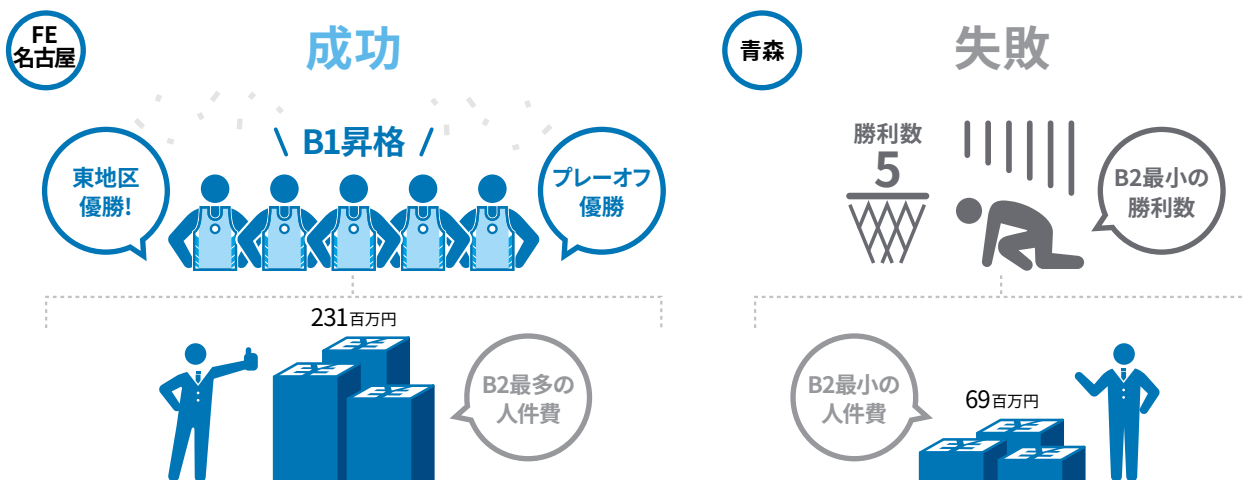 FE
名古屋
成功
B1昇格
東地区
優勝!
プレーオフ
優勝
231百万円
B2最多の
人件費
青森
失敗
勝利数
5
B2最小の
勝利数
B2最小の
人件費
69百万円